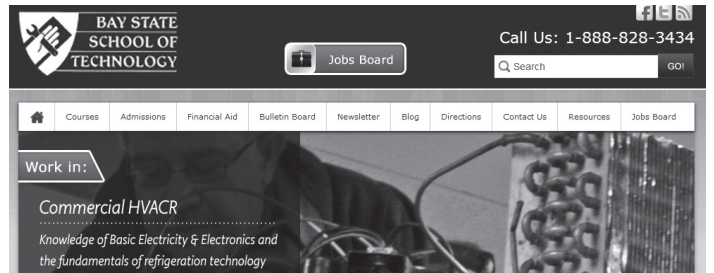 BAY STATE
SCHOOL OF
TECHNOLOGY
Jobs Board
Call Us: 1-888-828-3434
Search
GO!
Courses
Admissions
Financial Aid
Bulletin Board
Newsletter
Blog
Directions
Contact Us
Resources
Jobs Board
Work in:
Commercial HVACR
Knowledge of Basic Electricity & Electronics and
the fundamentals of refrigeration technology